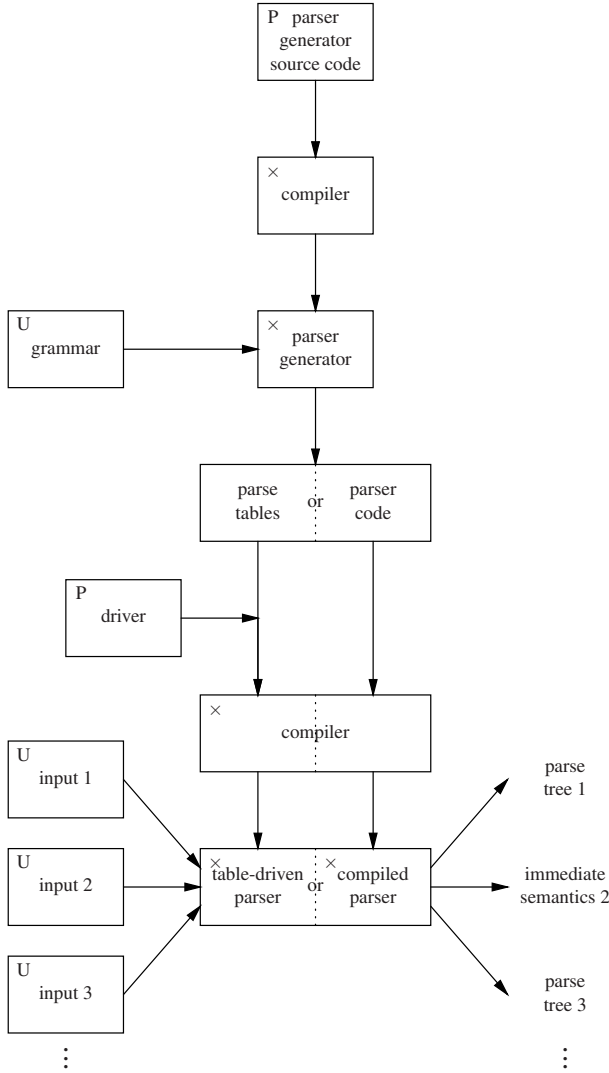 P parser
generator
source code
×
compiler
U
grammar
×
parser
generator
parse
tables
or
parser
code
P
driver
×
compiler
U
input 1
parse
tree 1
U
input 2
×
table-driven
parser
or
×
compiled
parser
immediate
semantics 2
U
input 3
parse
tree 3
⋮
⋮